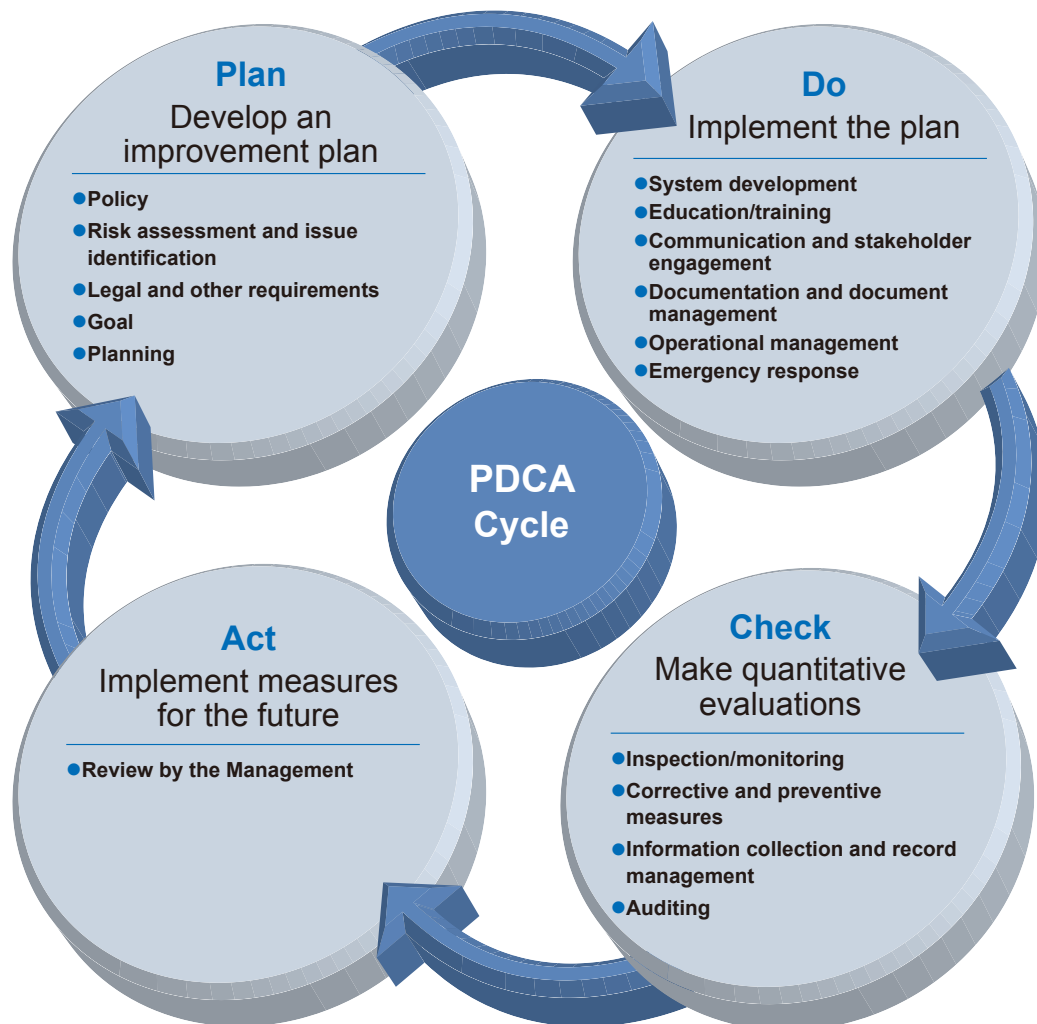 Plan
Develop an
improvement plan
●Policy
●Risk assessment and issue
identification
●Legal and other requirements
●Goal
●Planning
Do
Implement the plan
●System development
●Education/training
●Communication and stakeholder
engagement
●Documentation and document
management
●Operational management
●Emergency response
PDCA
Cycle
Act
Implement measures
for the future
●Review by the Management
Check
Make quantitative
evaluations
●Inspection/monitoring
●Corrective and preventive
measures
●Information collection and record
management
●Auditing